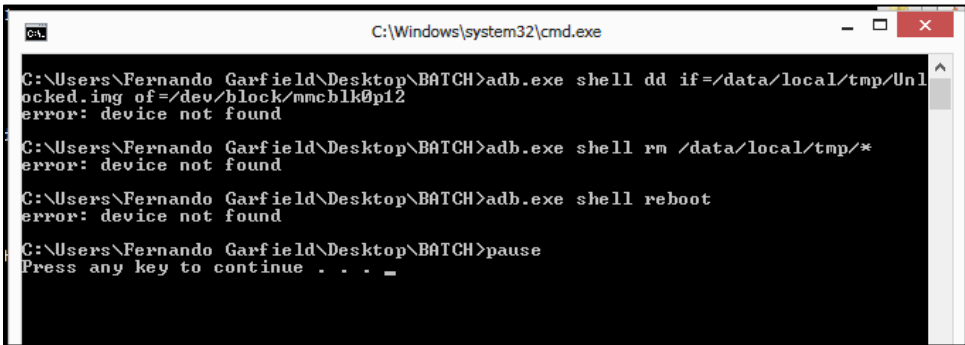 C:\Windows\system32\cmd.exe
C:\Users\Fernando Garfield\Desktop\BATCH>adb.exe shell dd if=/data/local/tmp/Unl
ocked.img of=/dev/block/mmcblk0p12
error: device not found
C:\Users\Fernando Garfield\Desktop\BATCH>adb.exe shell rm /data/local/tmp/*
error: device not found
C:\Users\Fernando Garfield\Desktop\BATCH>adb.exe shell reboot
error: device not found
C:\Users\Fernando Garfield\Desktop\BATCH>pause
Press any key to continue . . . _